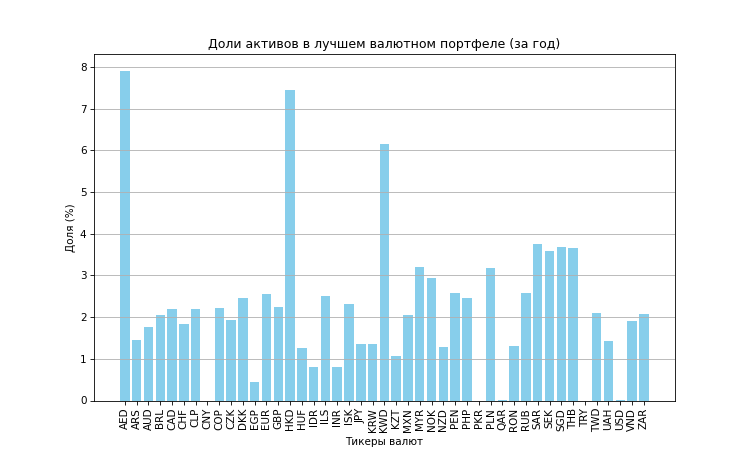 Доли активов в лучшем валютном портфеле (за год)
Доля (%)
8
7
6
5
4
3
2
1
0
AED ARS AUD BRL CAD CHF CLP CNY COP CZK DKK EGP EUR GBP HKD HUF IDR ILS INR ISK JPY KRW KWD KZT MXN MYR NOK NZD PEN PHP PKR PLN QAR RON RUB SAR SEK SGD THB TRY TWD UAH USD VND ZAR
Тикеры валют